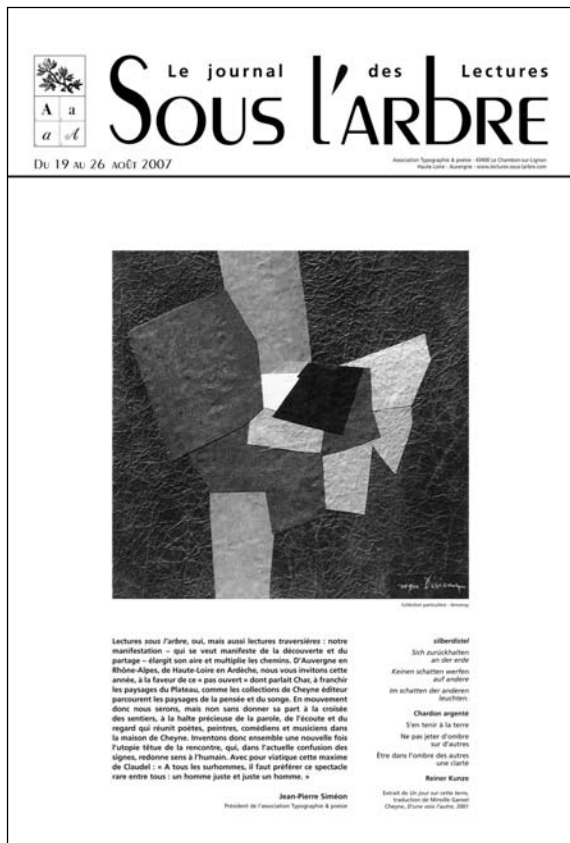 Le journal des Lectures
SOUS l'ARbRE
A a
a A
DU 19 AU 26 AOÛT 2007
Association Typographie & poésie - 43400 Le Chambon-sur-Lignon
Haute-Loire - Auvergne - www.lectures-sous-larbre.com
Collection particulière - Annonay
Lectures sous l'arbre, oui, mais aussi lectures traversières : notre
manifestation – qui se veut manifeste de la découverte et du
partage – élargit son aire et multiplie les chemins. D'Auvergne en
Rhône-Alpes, de Haute-Loire en Ardèche, nous vous invitons cette
année, à la faveur de ce « pas ouvert » dont parlait Char, à franchir
les paysages du Plateau, comme les collections de Cheyne éditeur
parcourent les paysages de la pensée et du songe. En mouvement
donc nous serons, mais non sans donner sa part à la croisée
des sentiers, à la halte précieuse de la parole, de l'écoute et du
regard qui réunit poètes, peintres, comédiens et musiciens dans
la maison de Cheyne. Inventons donc ensemble une nouvelle fois
l'utopie têtue de la rencontre, qui, dans l'actuelle confusion des
signes, redonne sens à l'humain. Avec pour viatique cette maxime
de Claudel : « A tous les surhommes, il faut préférer ce spectacle
rare entre tous : un homme juste et juste un homme. »
Jean-Pierre Siméon
Président de l'association Typographie & poésie
silberdistel
Sich zurückhalten
an der erde
Keinen schatten werfen
auf andere
Im schatten der anderen
leuchten.
Chardon argenté
S'en tenir à la terre
Ne pas jeter d'ombre
sur d'autres
Être dans l'ombre des autres
une clarté
Reiner Kunze
Extrait de Un jour sur cette terre,
traduction de Mireille Gansel
Cheyne, D'une voix l'autre, 2001